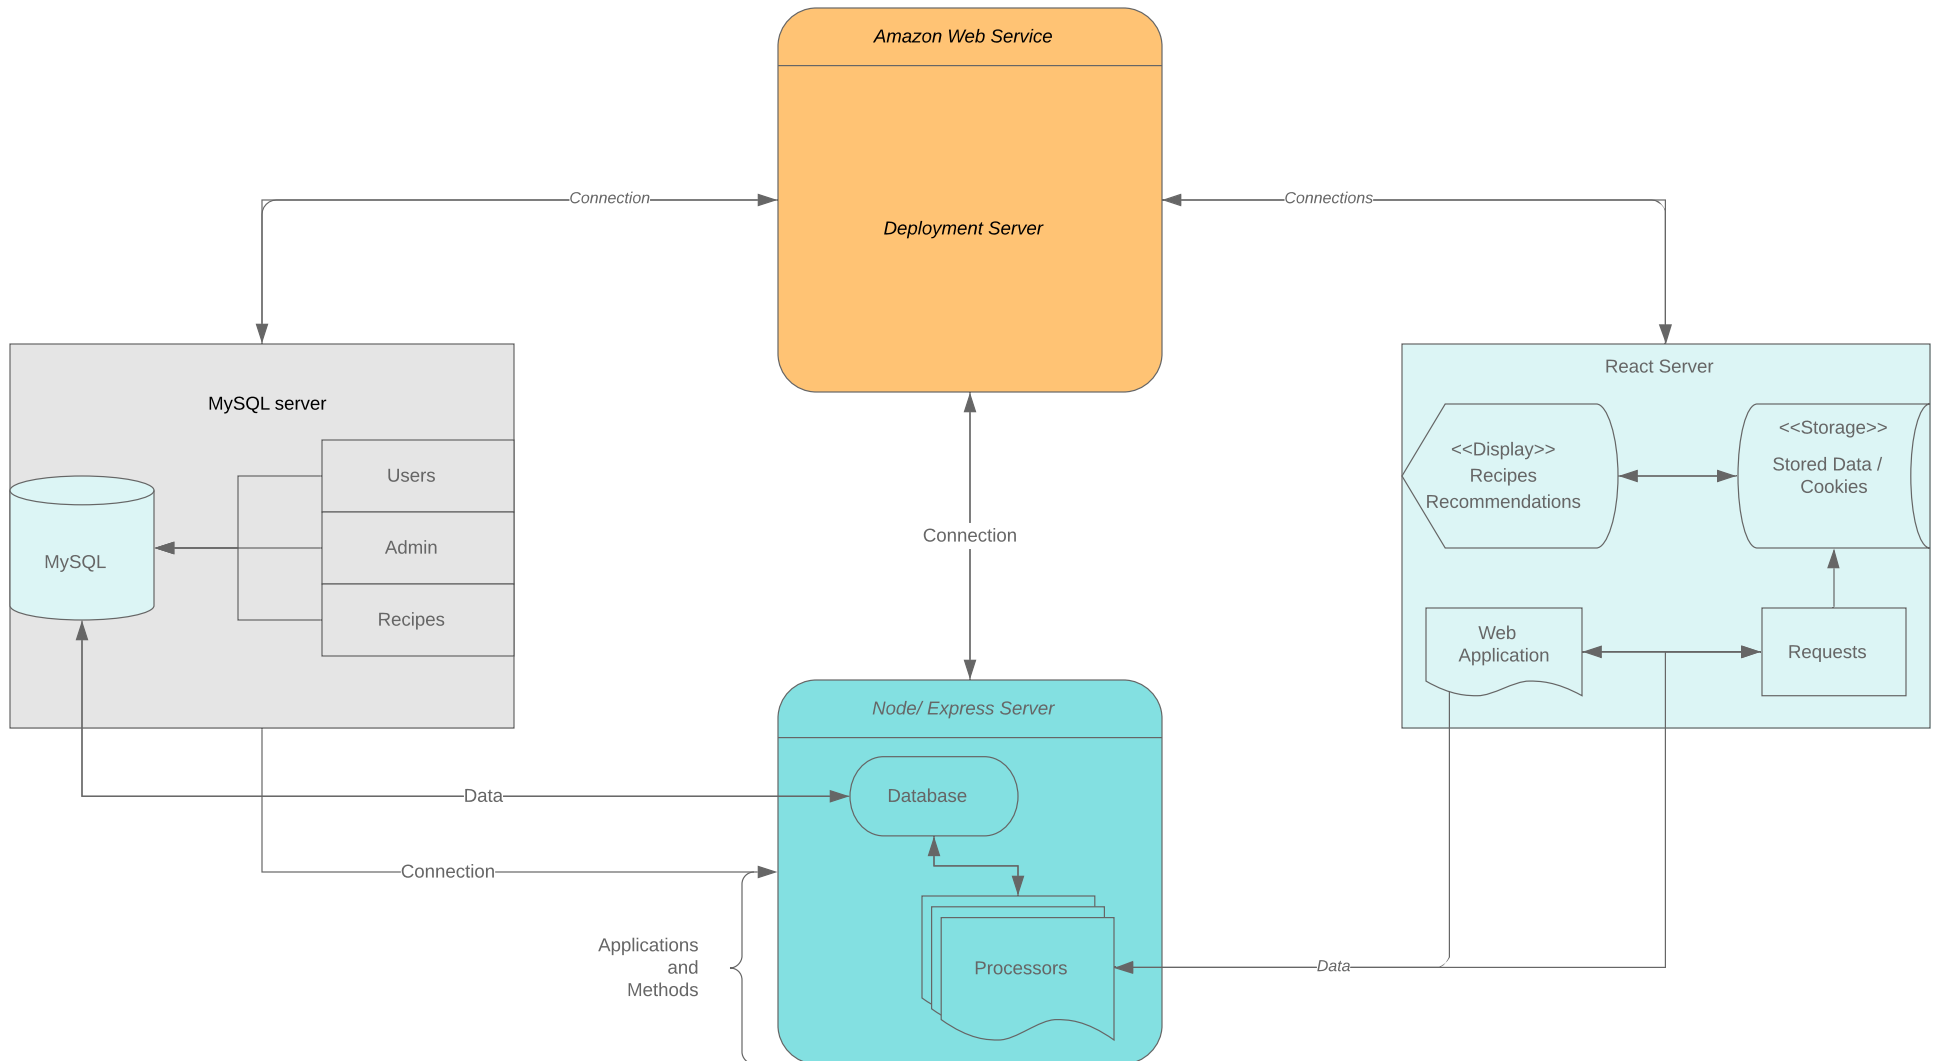 Amazon Web Service
Connection
Connections
Deployment Server
MySQL server
Users
Admin
Recipes
MySQL
React Server
<<Display>>
Recipes
Recommendations
<<Storage>>
Stored Data /
Cookies
Web
Application
Requests
Connection
Node/ Express Server
Data
Database
Connection
Applications
and
Methods
Processors
Data